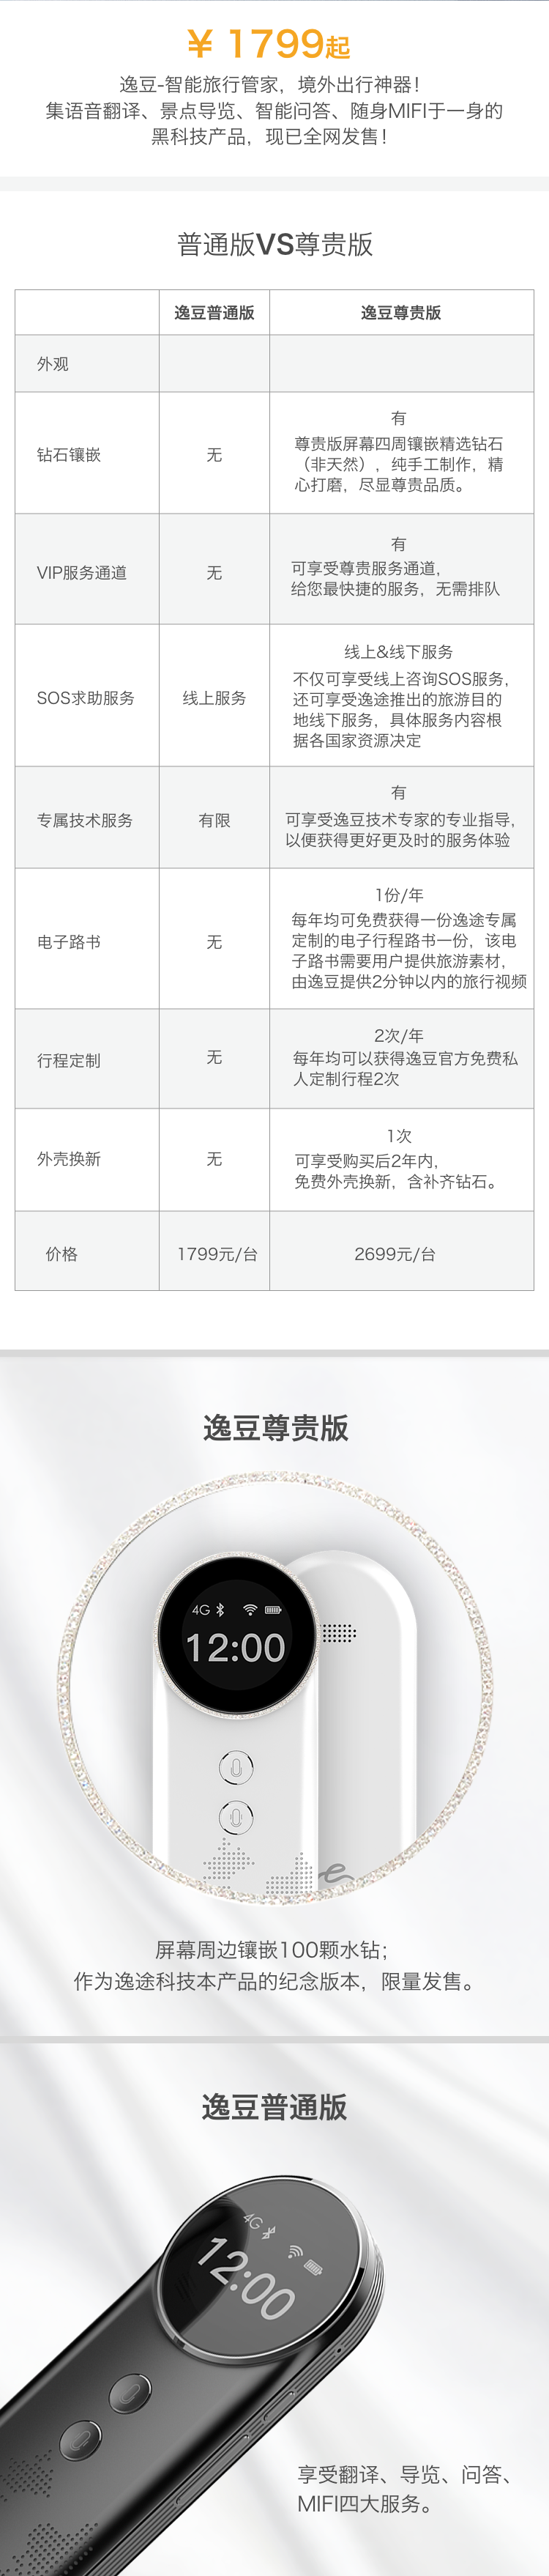 ¥ 1799起
逸豆-智能旅行管家，境外出行神器！
集语音翻译、景点导览、智能问答、随身MIFI于一身的
黑科技产品，现已全网发售！
普通版VS尊贵版
逸豆普通版 逸豆尊贵版
外观
钻石镶嵌 无 有
尊贵版屏幕四周镶嵌精选钻石
（非天然），纯手工制作，精
心打磨，尽显尊贵品质。
VIP服务通道 无 有
可享受尊贵服务通道，
给您最快捷的服务，无需排队
SOS求助服务 线上服务 线上&线下服务
不仅可享受线上咨询SOS服务，
还可享受逸途推出的旅游目的
地线下服务，具体服务内容根
据各国家资源决定
专属技术服务 有限 有
可享受逸豆技术专家的专业指导，
以便获得更好更及时的服务体验
电子路书 无 1份/年
每年均可免费获得一份逸途专属
定制的电子行程路书一份，该电
子路书需要用户提供旅游素材，
由逸豆提供2分钟以内的旅行视频
行程定制 无 2次/年
每年均可以获得逸豆官方免费私
人定制行程2次
外壳换新 无 1次
可享受购买后2年内，
免费外壳换新，含补齐钻石。
价格 1799元/台 2699元/台
逸豆尊贵版
4G
12:00
屏幕周边镶嵌100颗水钻；
作为逸途科技本产品的纪念版本，限量发售。
逸豆普通版
4G
12:00
享受翻译、导览、问答、
MIFI四大服务。